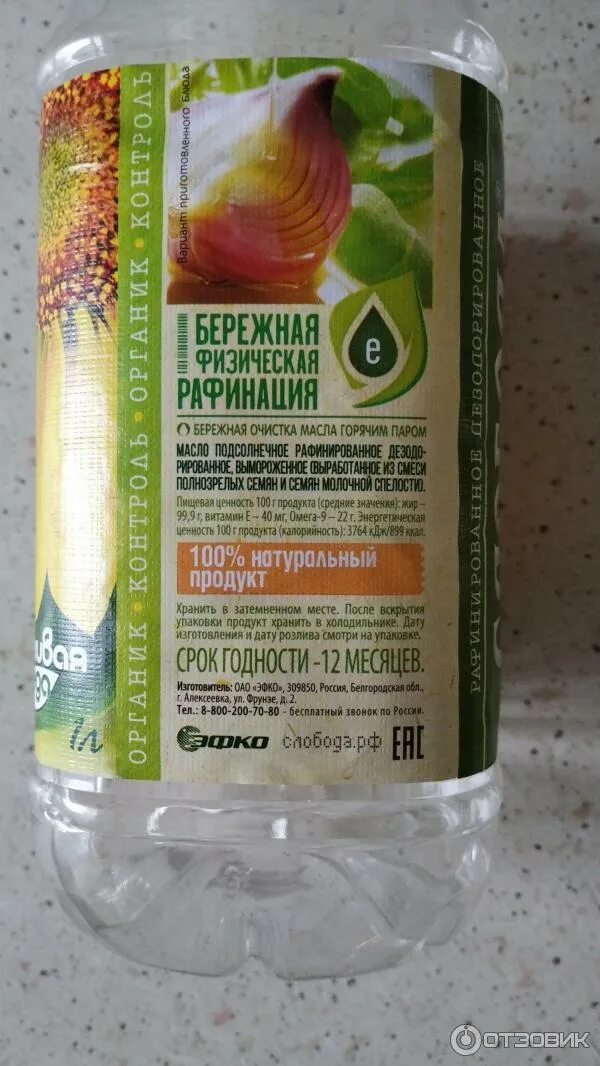 Вариант приготовленного блюда
ОРГАНИК • КОНТРОЛЬ • ОРГАНИК • КОНТРОЛЬ
БЕРЕЖНАЯ
ФИЗИЧЕСКАЯ
РАФИНАЦИЯ
е
БЕРЕЖНАЯ ОЧИСТКА МАСЛА ГОРЯЧИМ ПАРОМ
МАСЛО ПОДСОЛНЕЧНОЕ РАФИНИРОВАННОЕ ДЕЗОДО-
РИРОВАННОЕ, ВЫМОРОЖЕННОЕ (ВЫРАБОТАННОЕ ИЗ СМЕСИ
ПОЛНОЗРЕЛЫХ СЕМЯН И СЕМЯН МОЛОЧНОЙ СПЕЛОСТИ).
Пищевая ценность 100 г продукта (средние значения): жир –
99,9 г, витамин Е – 40 мг, Омега-9 – 22 г. Энергетическая
ценность 100 г продукта (калорийность): 3764 кДж/899 ккал.
100% натуральный
продукт
Хранить в затемненном месте. После вскрытия
упаковки продукт хранить в холодильнике. Дату
изготовления и дату розлива смотри на упаковке.
СРОК ГОДНОСТИ -12 МЕСЯЦЕВ.
Изготовитель: ОАО «ЭФКО», 309850, Россия, Белгородская обл.,
г. Алексеевка, ул. Фрунзе, д. 2.
Тел.: 8-800-200-70-80 - бесплатный звонок по России.
ЭФКО слобода.рф ЕАС
1л
РАФИНИРОВАННОЕ ДЕЗОДОРИРОВАННОЕ
ОТЗОВИК